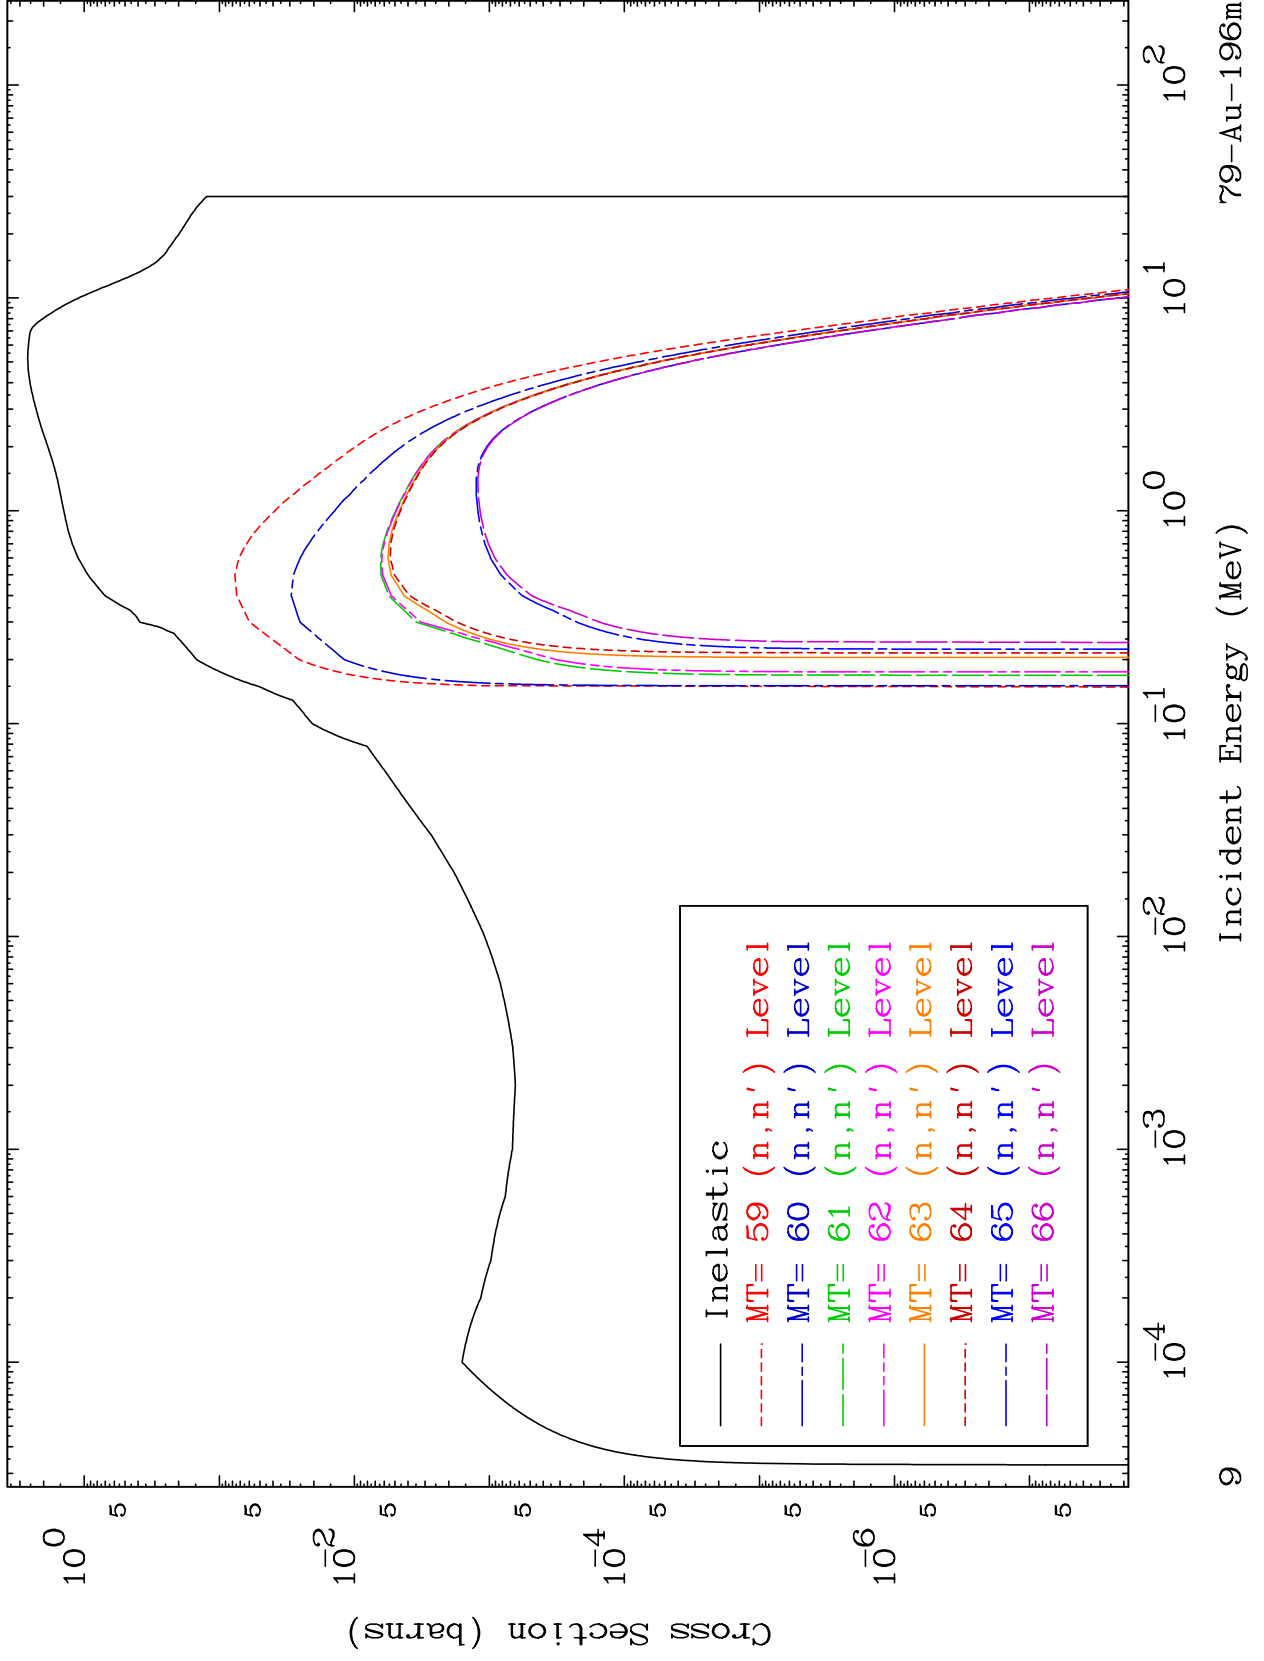 Cross Section (barns)
10^0
5
5
10^-2
5
5
10^-4
5
5
10^-6
5
5
Inelastic
MT= 59 (n,n') Level
MT= 60 (n,n') Level
MT= 61 (n,n') Level
MT= 62 (n,n') Level
MT= 63 (n,n') Level
MT= 64 (n,n') Level
MT= 65 (n,n') Level
MT= 66 (n,n') Level
10^-4
10^-3
10^-2
10^-1
10^0
10^1
10^2
9
Incident Energy (MeV)
79-Au-196m